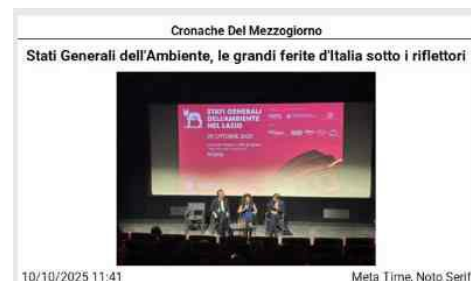 Cronache Del Mezzogiorno
Stati Generali dell'Ambiente, le grandi ferite d'Italia sotto i riflettori
STATI GENERALI
DELL'AMBIENTE
NEL LAZIO
10/10/2025 11:41
Meta Time, Noto Serif